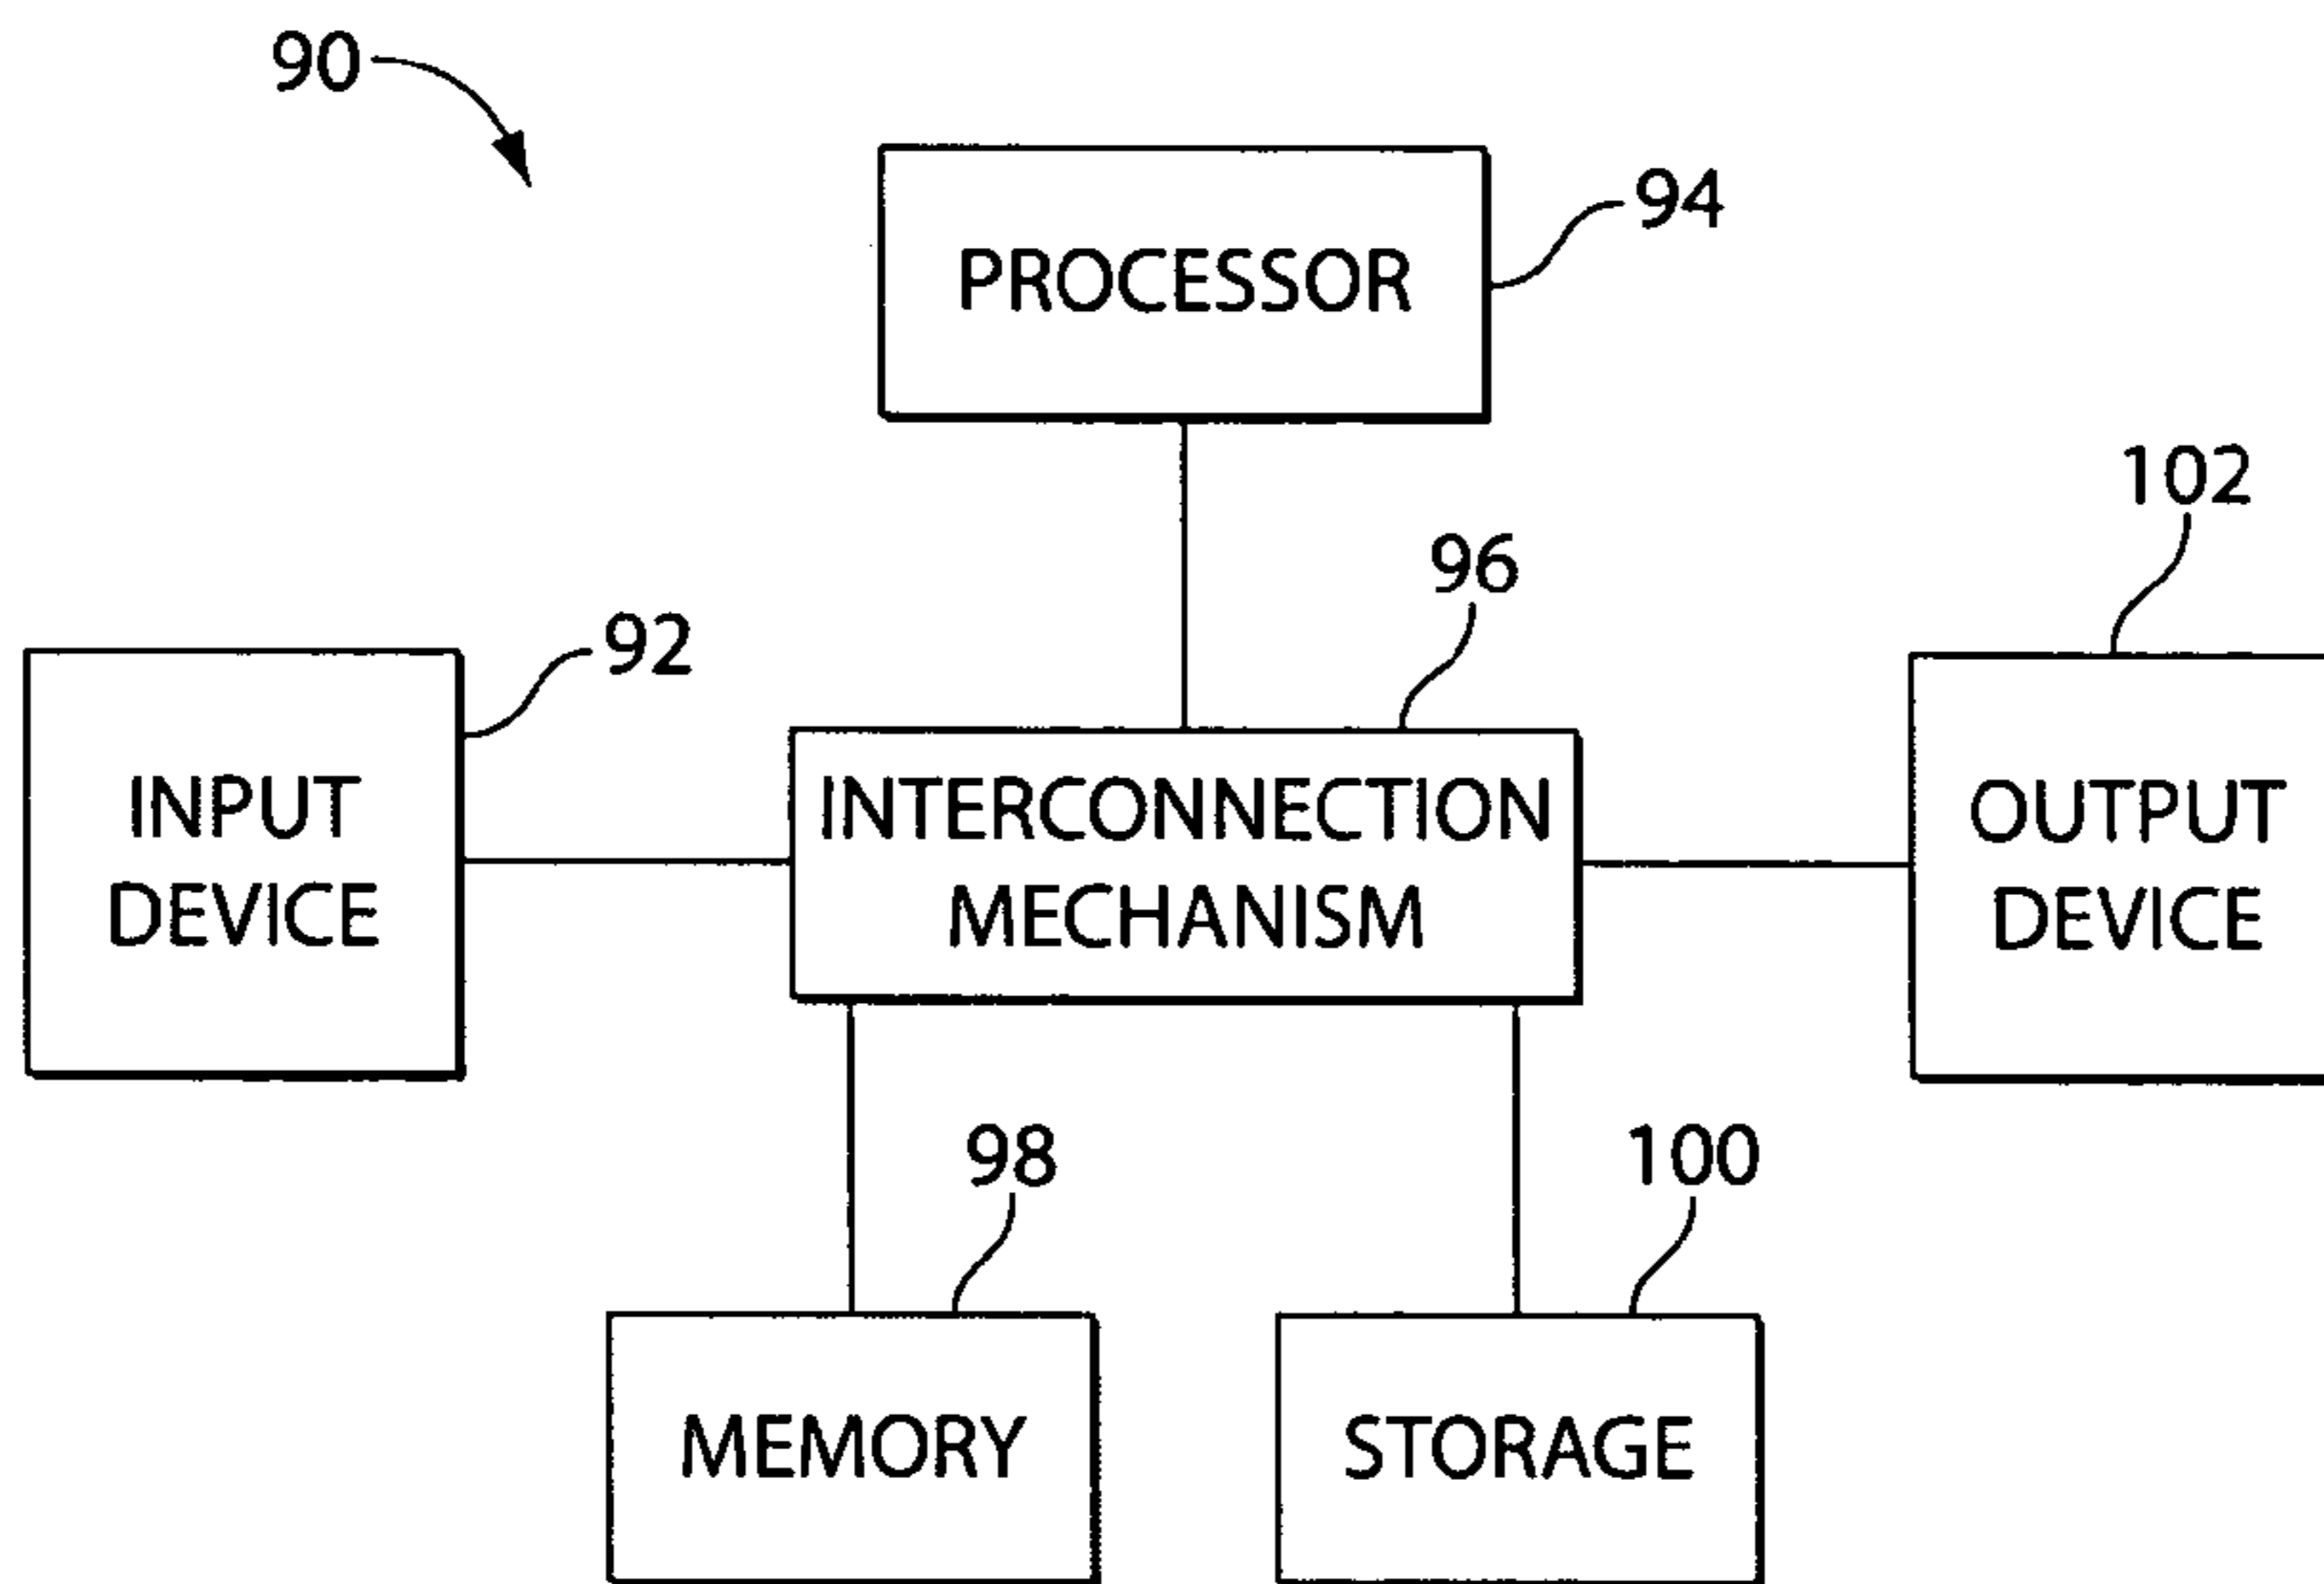 90
PROCESSOR
94
102
96
92
INPUT
DEVICE
INTERCONNECTION
MECHANISM
OUTPUT
DEVICE
98
100
MEMORY
STORAGE